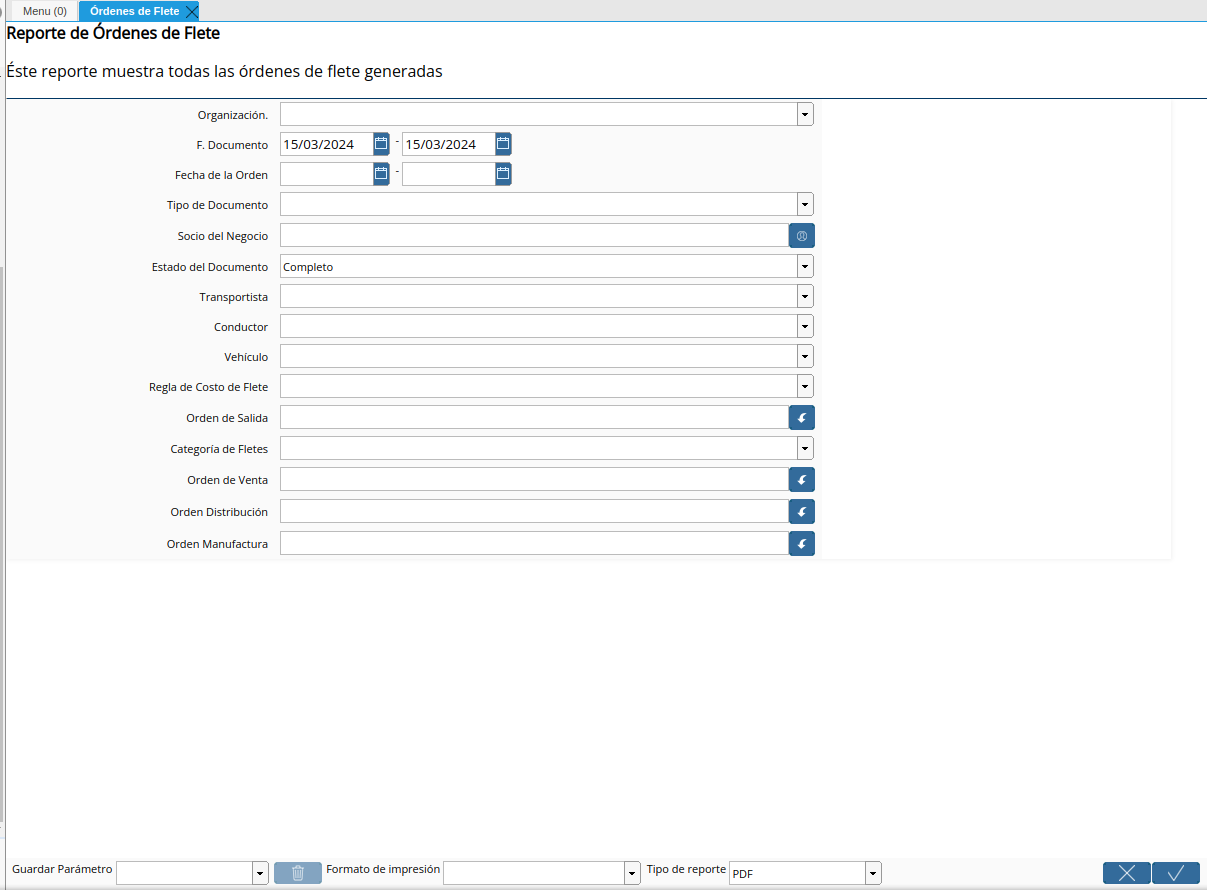 Menu (0) Órdenes de Flete
Reporte de Órdenes de Flete
Éste reporte muestra todas las órdenes de flete generadas
Organización.
F. Documento 15/03/2024 - 15/03/2024
Fecha de la Orden -
Tipo de Documento
Socio del Negocio
Estado del Documento Completo
Transportista
Conductor
Vehículo
Regla de Costo de Flete
Orden de Salida
Categoría de Fletes
Orden de Venta
Orden Distribución
Orden Manufactura
Guardar Parámetro Formato de impresión Tipo de reporte PDF